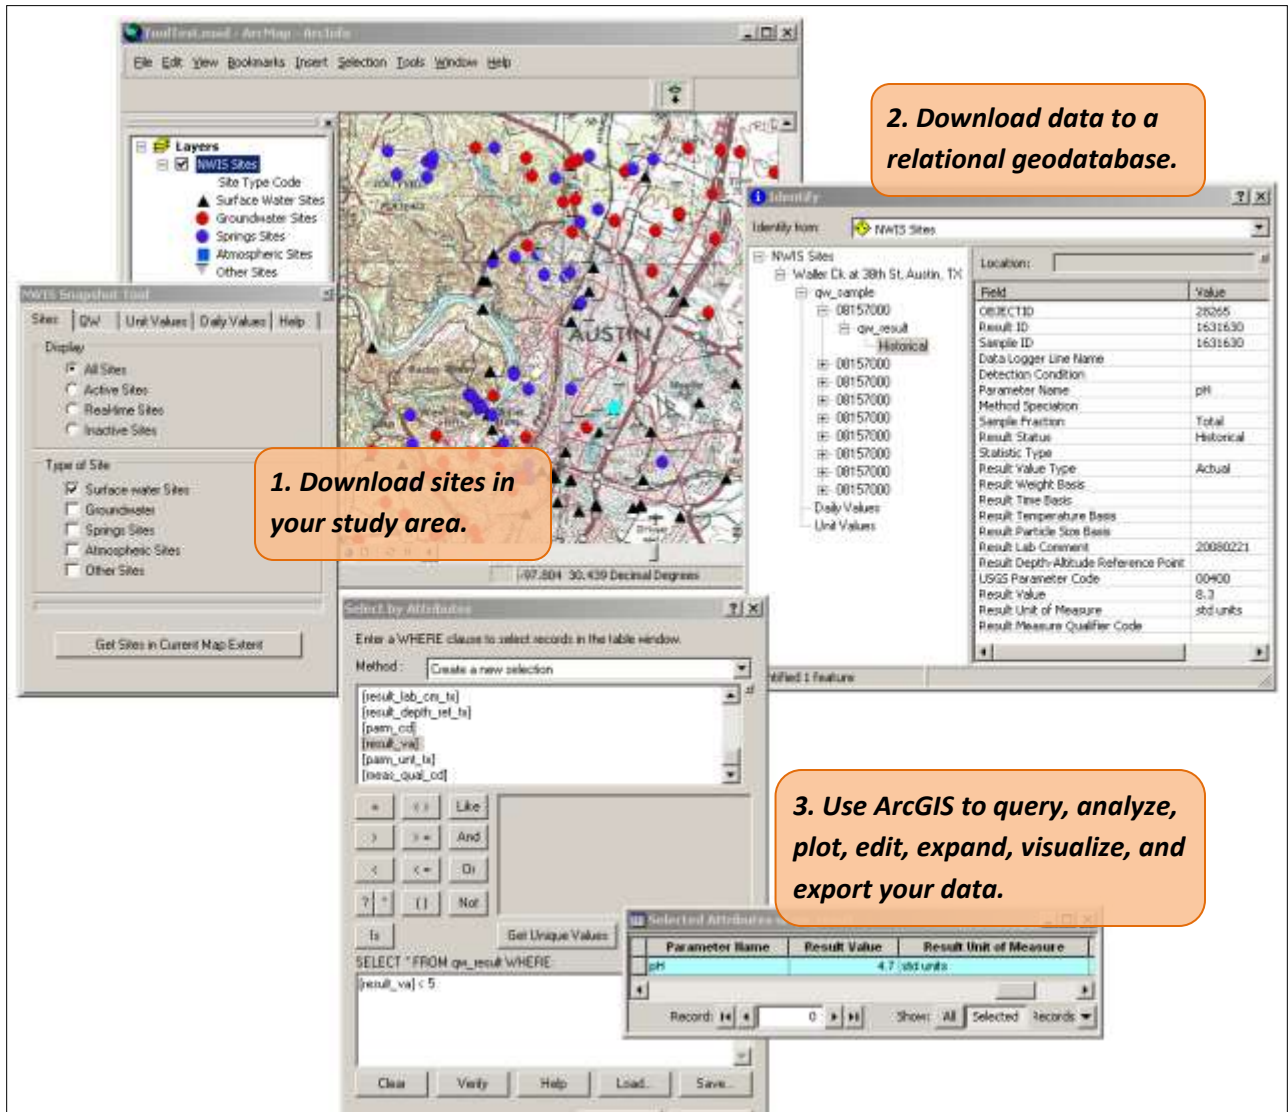 ToolTest.mxd - ArcMap - ArcInfo
File Edit View Bookmarks Insert Selection Tools Window Help
Layers
NWIS Sites
Site Type Code
Surface Water Sites
Groundwater Sites
Springs Sites
Atmospheric Sites
Other Sites
AUSTIN
-97.804 30.439 Decimal Degrees
NWIS Snapshot Tool
Sites QW Unit Values Daily Values Help
Display
All Sites
Active Sites
Real-time Sites
Inactive Sites
Type of Site
Surface water Sites
Groundwater
Springs Sites
Atmospheric Sites
Other Sites
Get Sites in Current Map Extent
1. Download sites in
your study area.
2. Download data to a
relational geodatabase.
Identify
Identify from: NWIS Sites
NWIS Sites
Waller Ck at 38th St, Austin, TX
qw_sample
08157000
qw_result
Historical
08157000
08157000
08157000
08157000
08157000
08157000
08157000
08157000
Daily Values
Unit Values
Location:
Field Value
OBJECTID 28265
Result ID 1631630
Sample ID 1631630
Data Logger Line Name
Detection Condition
Parameter Name pH
Method Speciation
Sample Fraction Total
Result Status Historical
Statistic Type
Result Value Type Actual
Result Weight Basis
Result Time Basis
Result Temperature Basis
Result Particle Size Basis
Result Lab Comment 20080221
Result Depth-Altitude Reference Point
USGS Parameter Code 00400
Result Value 8.3
Result Unit of Measure std units
Result Measure Qualifier Code
ntified 1 feature
Select by Attributes
Enter a WHERE clause to select records in the table window.
Method : Create a new selection
[result_lab_cm_tx]
[result_depth_ref_tx]
[parm_cd]
[result_va]
[parm_unt_tx]
[meas_qual_cd]
= < > Like
> > = And
< < = Or
? * ( ) Not
Is Get Unique Values
SELECT * FROM qw_result WHERE:
[result_va] < 5
Clear Verify Help Load... Save...
3. Use ArcGIS to query, analyze,
plot, edit, expand, visualize, and
export your data.
Selected Attributes
Parameter Name Result Value Result Unit of Measure
pH 4.7 std units
Record: 0 Show: All Selected Records